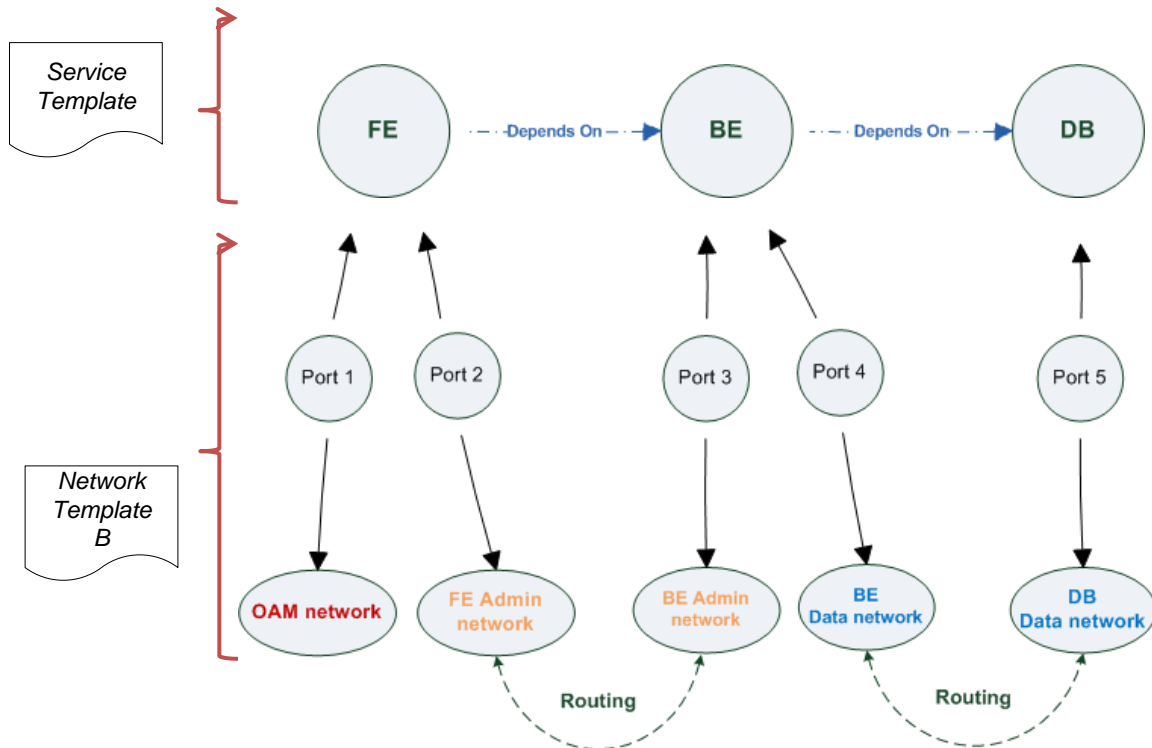 Service
Template
FE
Depends On
BE
Depends On
DB
Port 1
Port 2
Port 3
Port 4
Port 5
Network
Template
B
OAM network
FE Admin
network
BE Admin
network
BE
Data network
DB
Data network
Routing
Routing